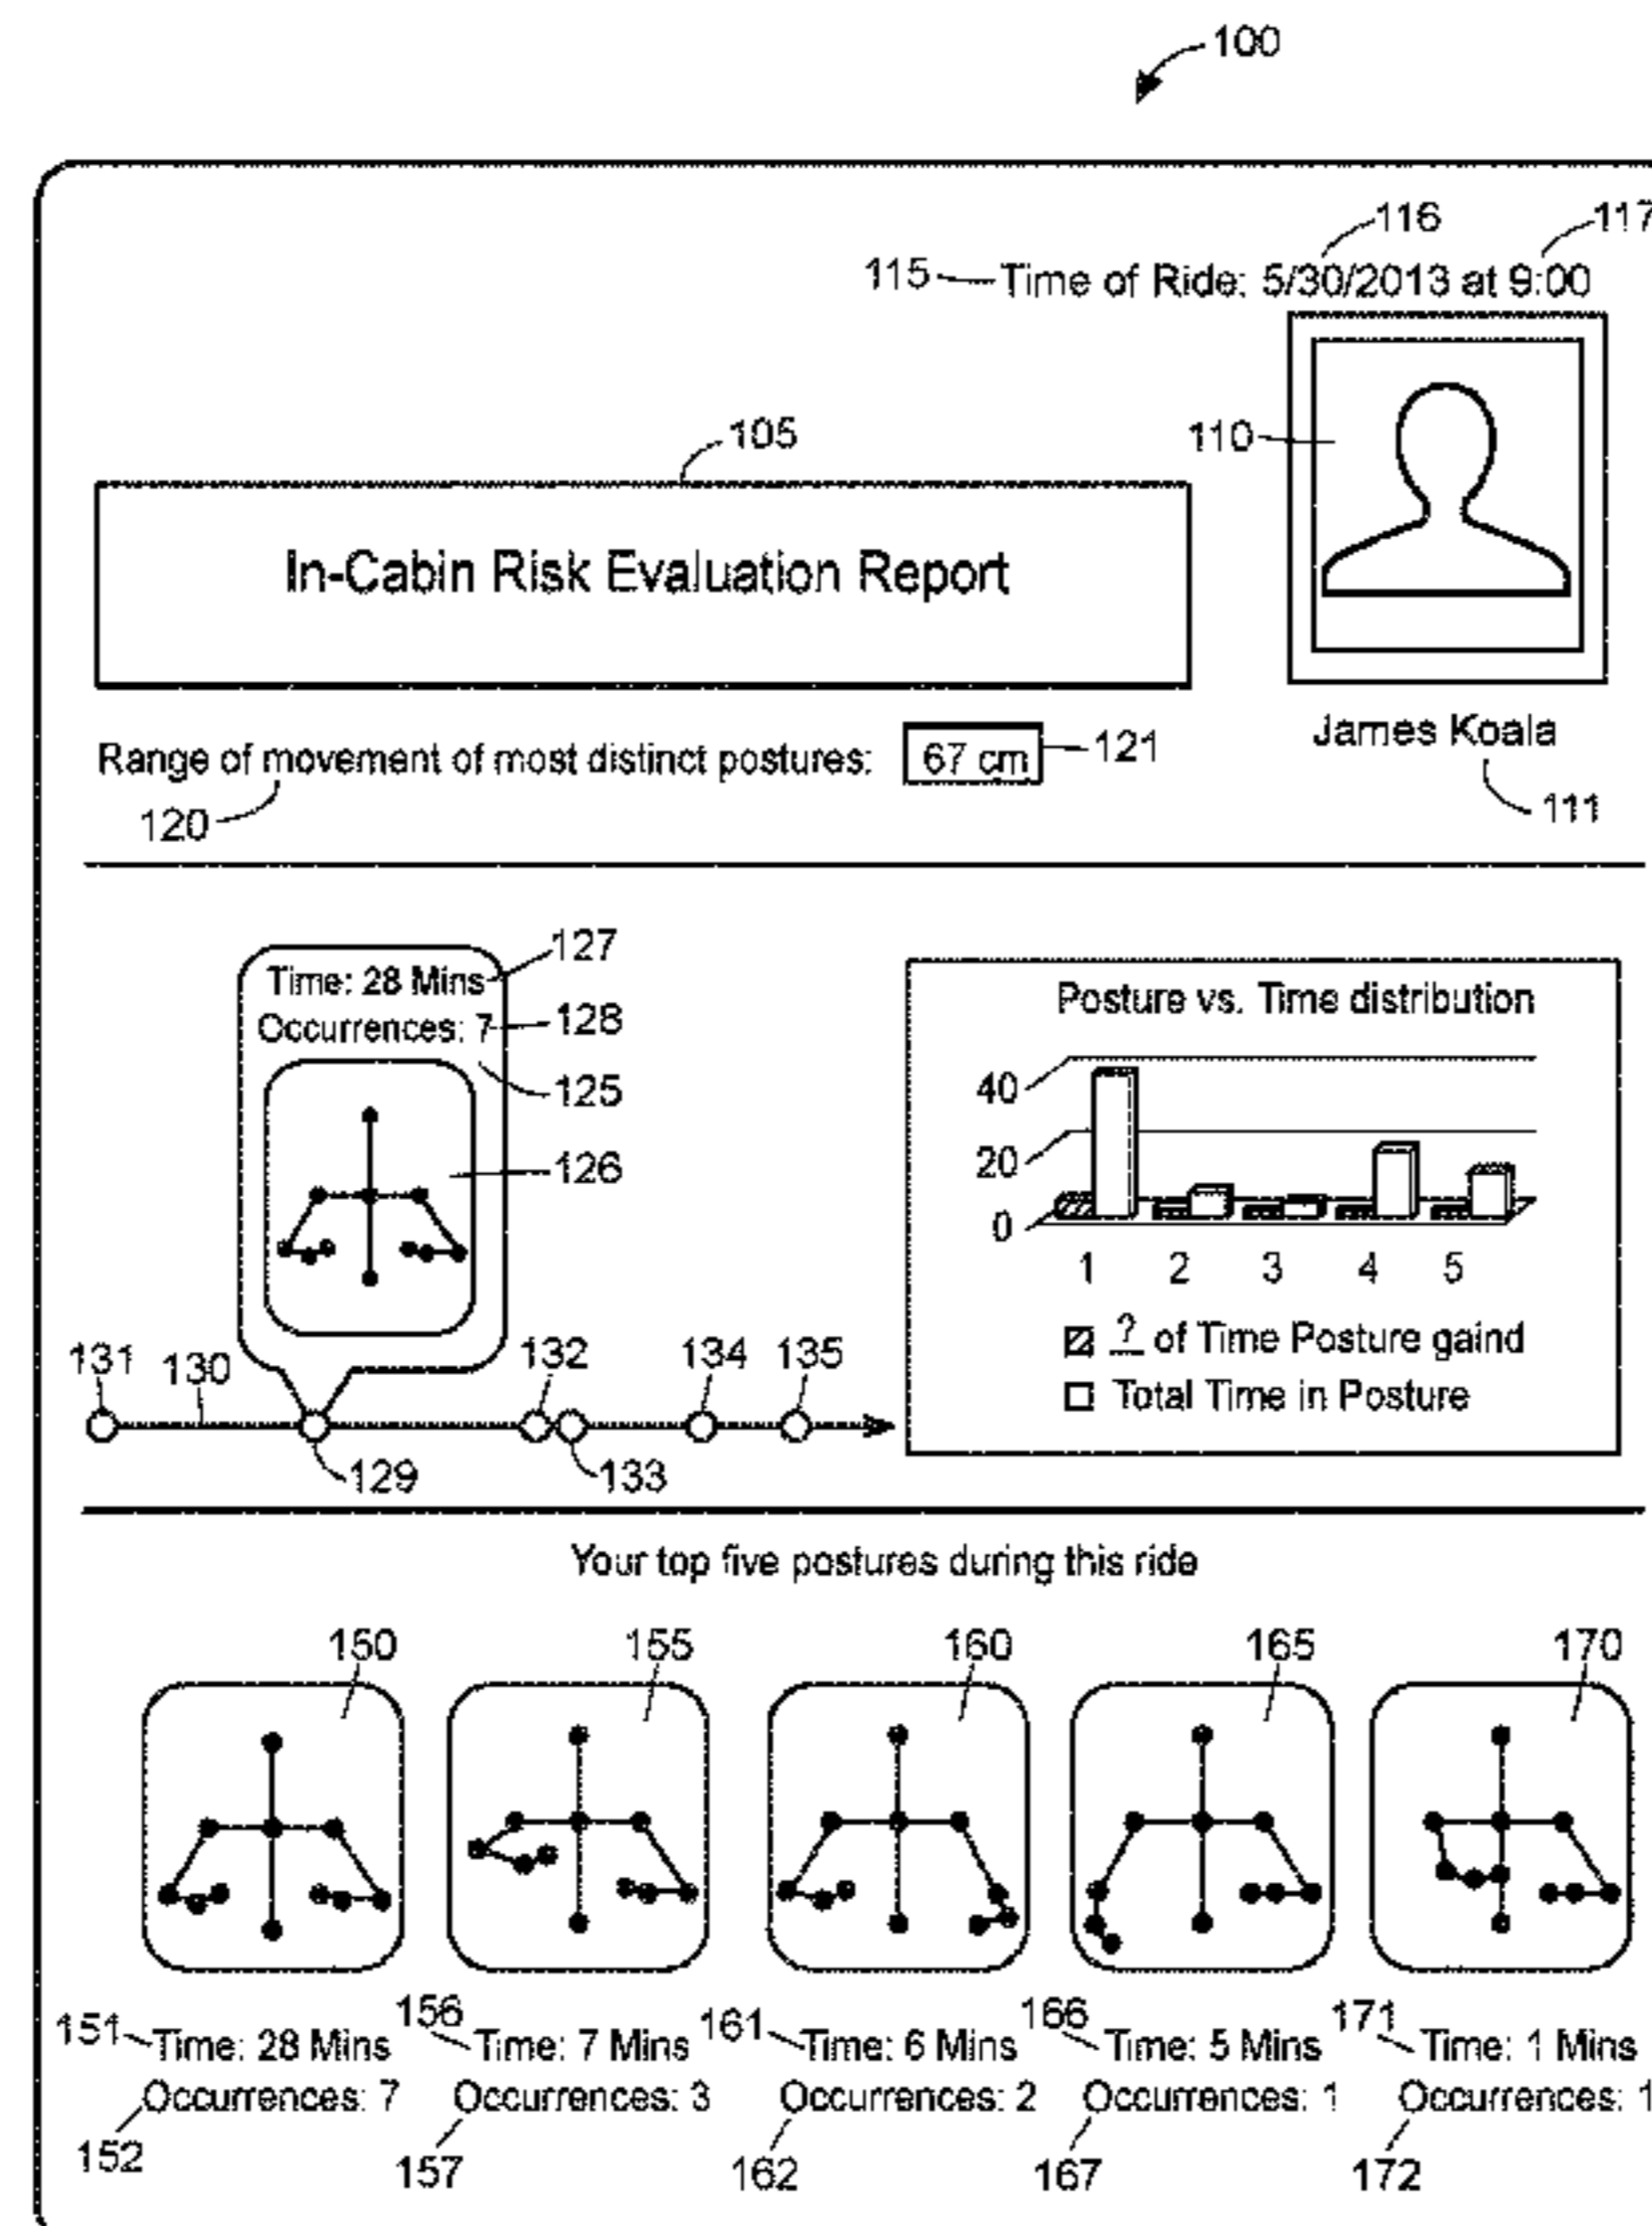 100
116 117
115 Time of Ride: 5/30/2013 at 9:00
105
110
In-Cabin Risk Evaluation Report
James Koala
111
Range of movement of most distinct postures: 67 cm 121
120
127
Time: 28 Mins
Occurrences: 7 128
125
126
131 130 132 134 135
129 133
Posture vs. Time distribution
40
20
0
1 2 3 4 5
? of Time Posture gaind
Total Time in Posture
Your top five postures during this ride
150 155 160 165 170
151 Time: 28 Mins 156 Time: 7 Mins 161 Time: 6 Mins 166 Time: 5 Mins 171 Time: 1 Mins
Occurrences: 7 Occurrences: 3 Occurrences: 2 Occurrences: 1 Occurrences: 1
152 157 162 167 172